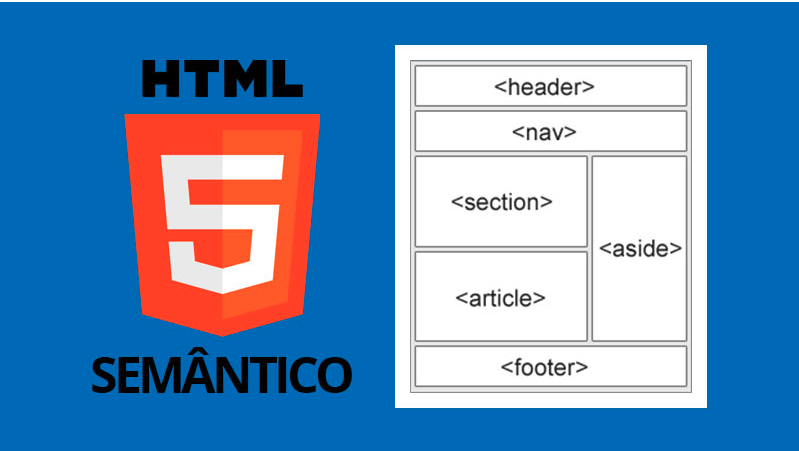 HTML
5
SEMÂNTICO
<header>
<nav>
<section>
<aside>
<article>
<footer>